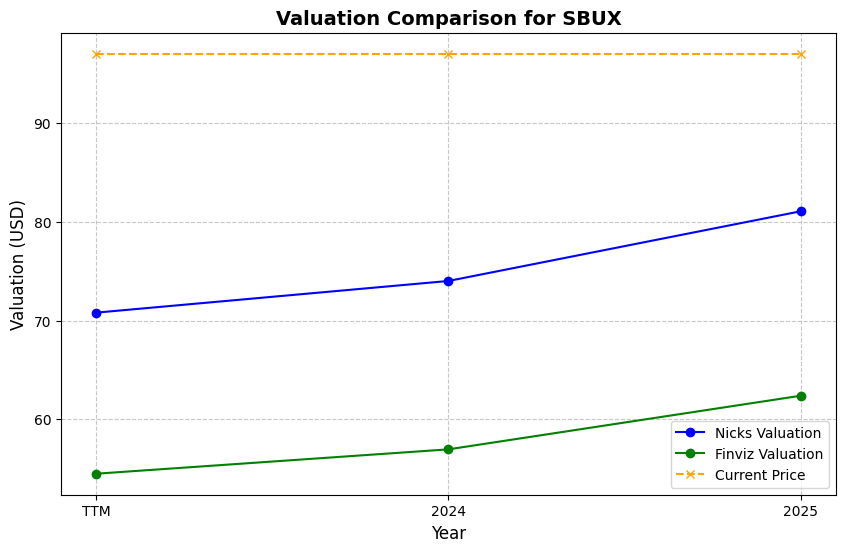 Valuation Comparison for SBUX
Valuation (USD)
90
80
70
60
TTM
2024
2025
Year
Nicks Valuation
Finviz Valuation
Current Price